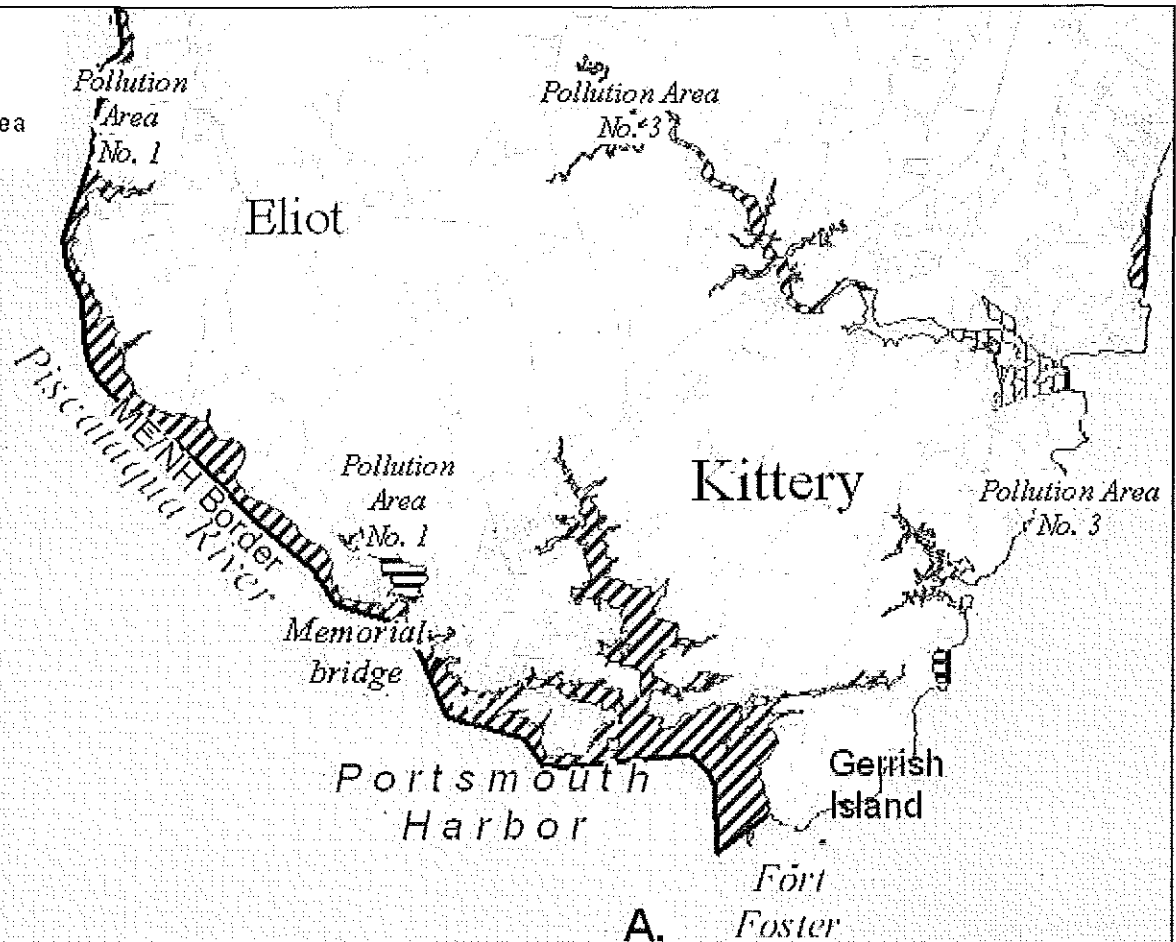 Pollution
Area
No. 1
ea
Pollution Area
No. 3
Eliot
Piscataqua River
ME/NH Border
Pollution
Area
No. 1
Kittery
Pollution Area
No. 3
Memorial
bridge
Portsmouth
Harbor
Gerrish
Island
Fort
Foster
A.